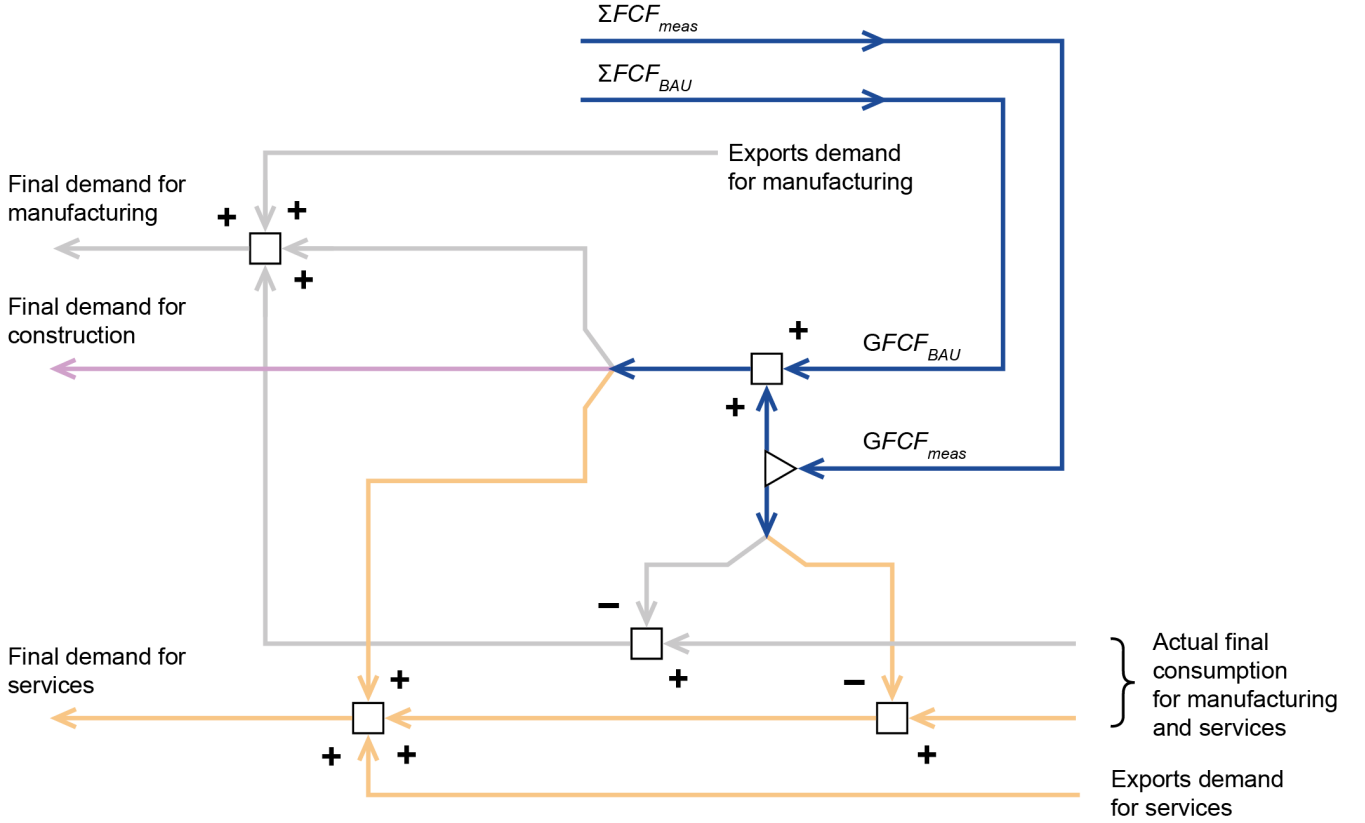 ΣFCF_meas
ΣFCF_BAU
Exports demand
for manufacturing
Final demand for
manufacturing
+ +
+
Final demand for
construction
+
GFCF_BAU
+
GFCF_meas
–
Actual final
consumption
for manufacturing
and services
Final demand for
services
+
+
–
+ +
+
Exports demand
for services